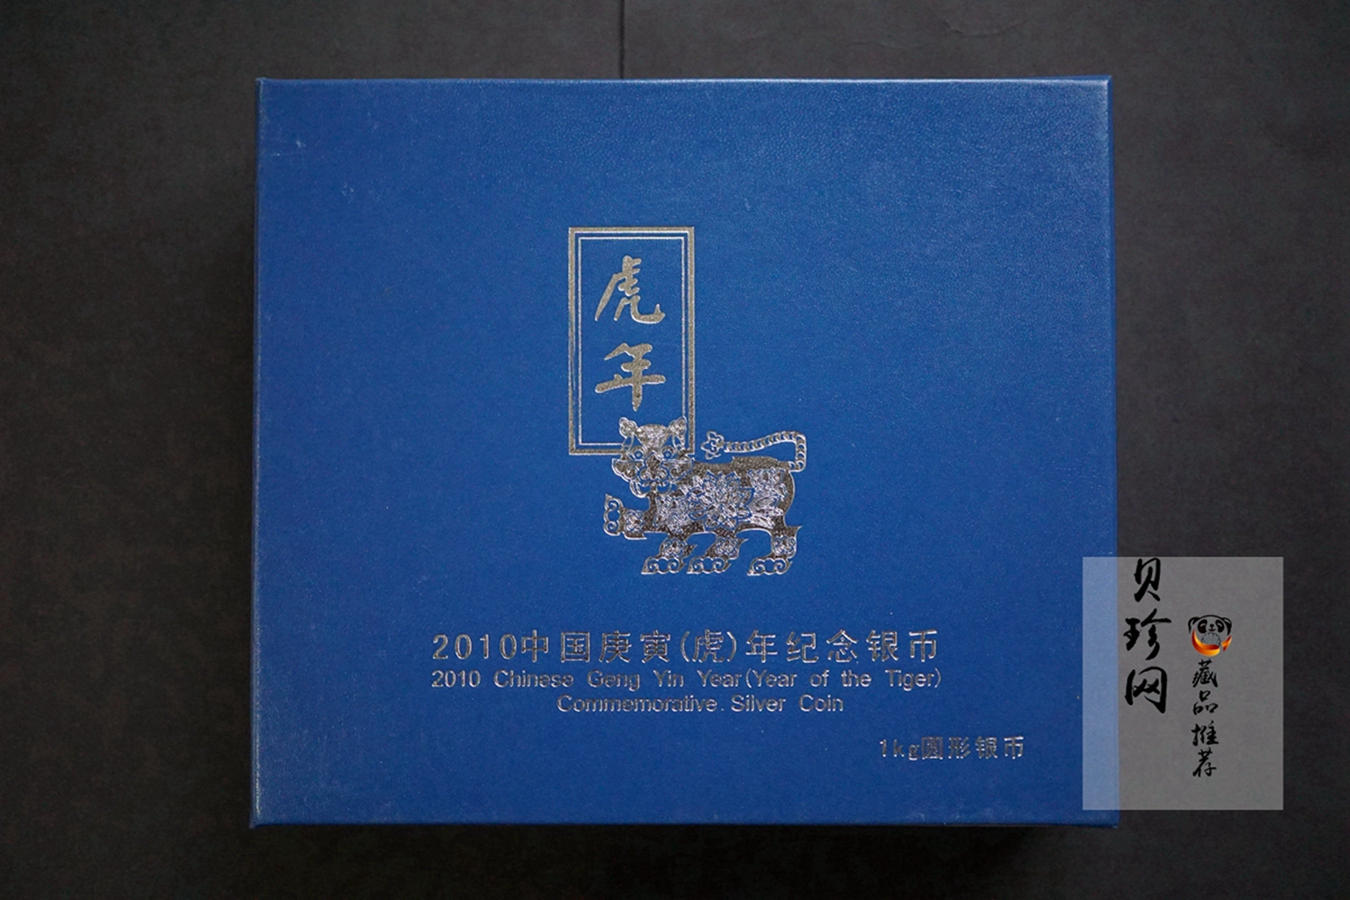 虎年
2010中国庚寅(虎)年纪念银币
2010 Chinese Geng Yin Year(Year of the Tiger)
Commemorative Silver Coin
1kg圆形银币
贝珍网
藏品推荐